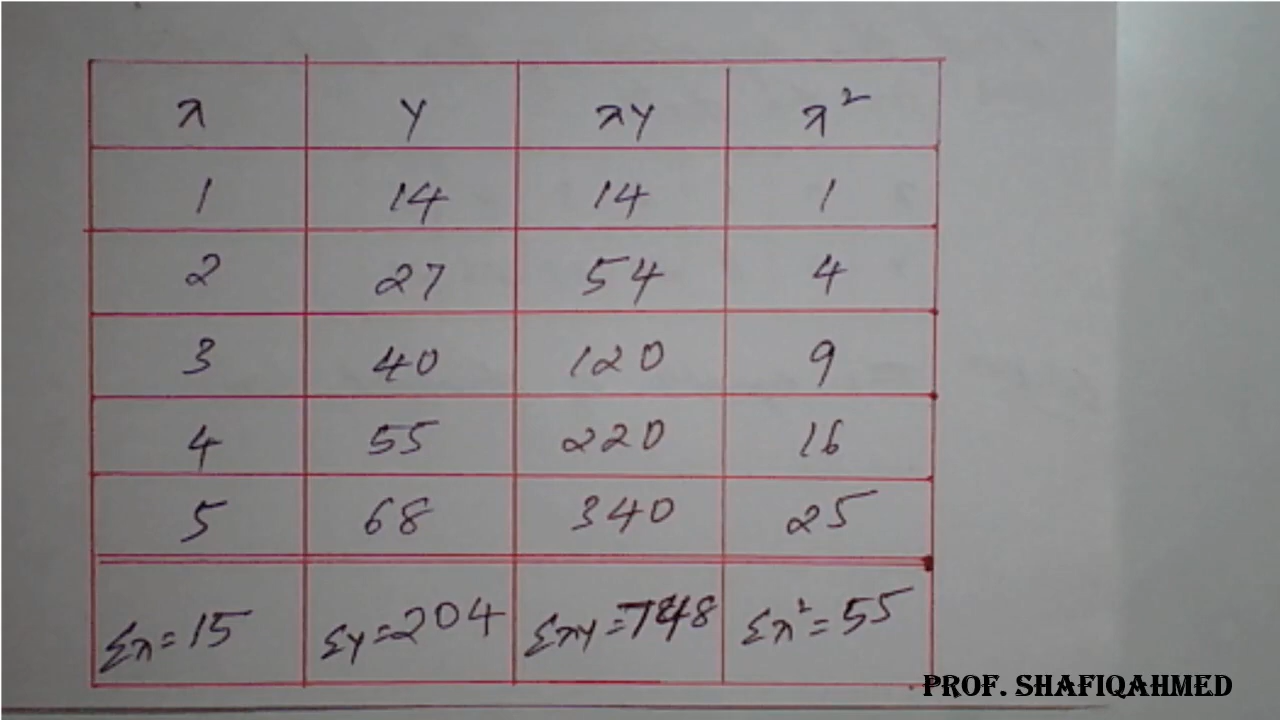 x y xy x²
1 14 14 1
2 27 54 4
3 40 120 9
4 55 220 16
5 68 340 25
Σx=15 Σy=204 Σxy=748 Σx²=55
PROF. SHAFIQAHMED